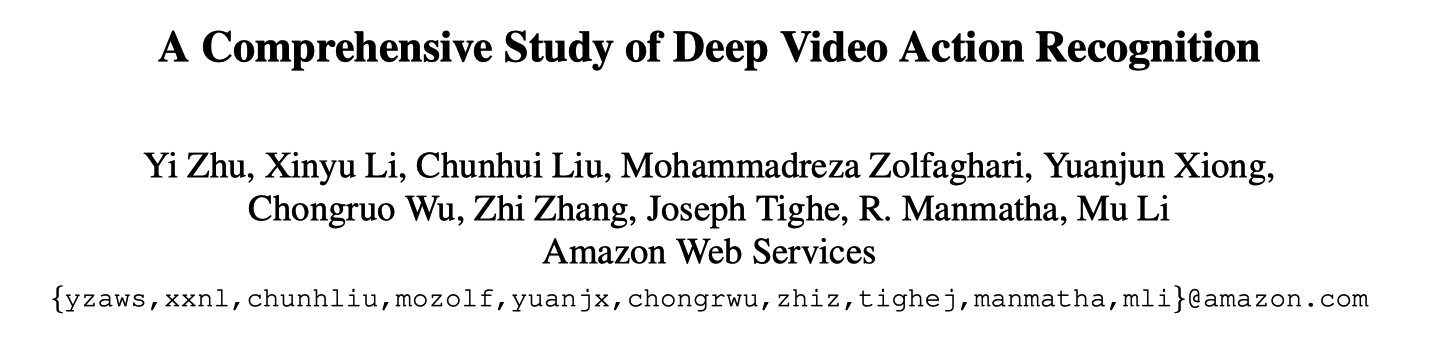 A Comprehensive Study of Deep Video Action Recognition
Yi Zhu, Xinyu Li, Chunhui Liu, Mohammadreza Zolfaghari, Yuanjun Xiong,
Chongruo Wu, Zhi Zhang, Joseph Tighe, R. Manmatha, Mu Li
Amazon Web Services
{yzaws,xxnl,chunhliu,mozolf,yuanjx,chongrwu,zhiz,tighej,manmatha,mli}@amazon.com